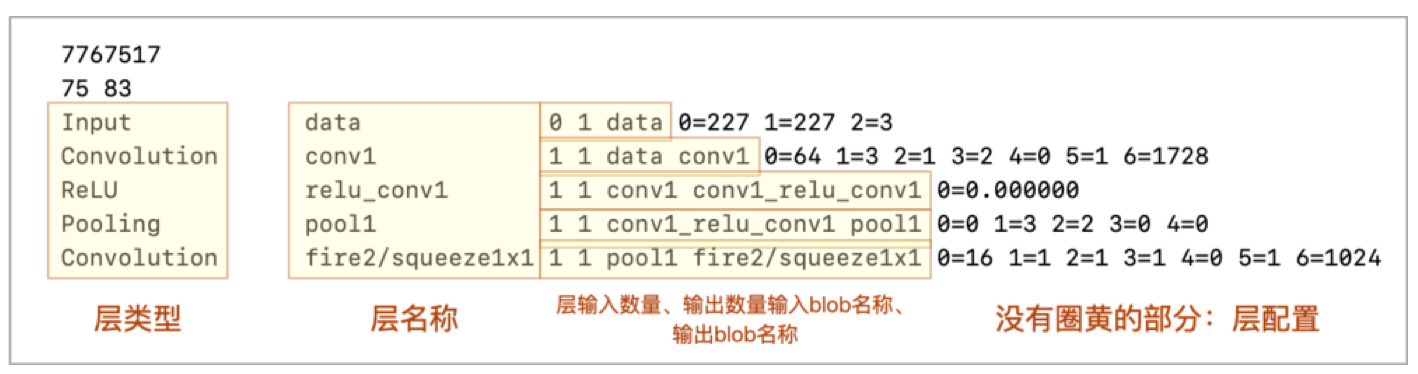 7767517
75 83
Input data 0 1 data 0=227 1=227 2=3
Convolution conv1 1 1 data conv1 0=64 1=3 2=1 3=2 4=0 5=1 6=1728
ReLU relu_conv1 1 1 conv1 conv1_relu_conv1 0=0.000000
Pooling pool1 1 1 conv1_relu_conv1 pool1 0=0 1=3 2=2 3=0 4=0
Convolution fire2/squeeze1x1 1 1 pool1 fire2/squeeze1x1 0=16 1=1 2=1 3=1 4=0 5=1 6=1024
层类型
层名称
层输入数量、输出数量输入blob名称、
输出blob名称
没有圈黄的部分：层配置